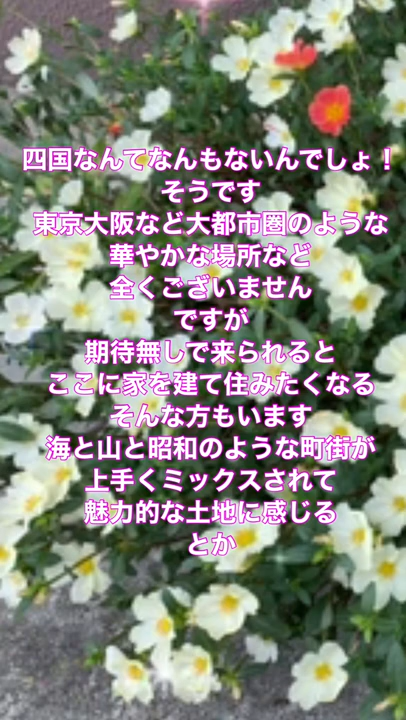 四国なんてなんもないんでしょ!
そうです
東京大阪など大都市圏のような
華やかな場所など
全くございません
ですが
期待無しで来られると
ここに家を建て住みたくなる
そんな方もいます
海と山と昭和のような町街が
上手くミックスされて
魅力的な土地に感じる
とか